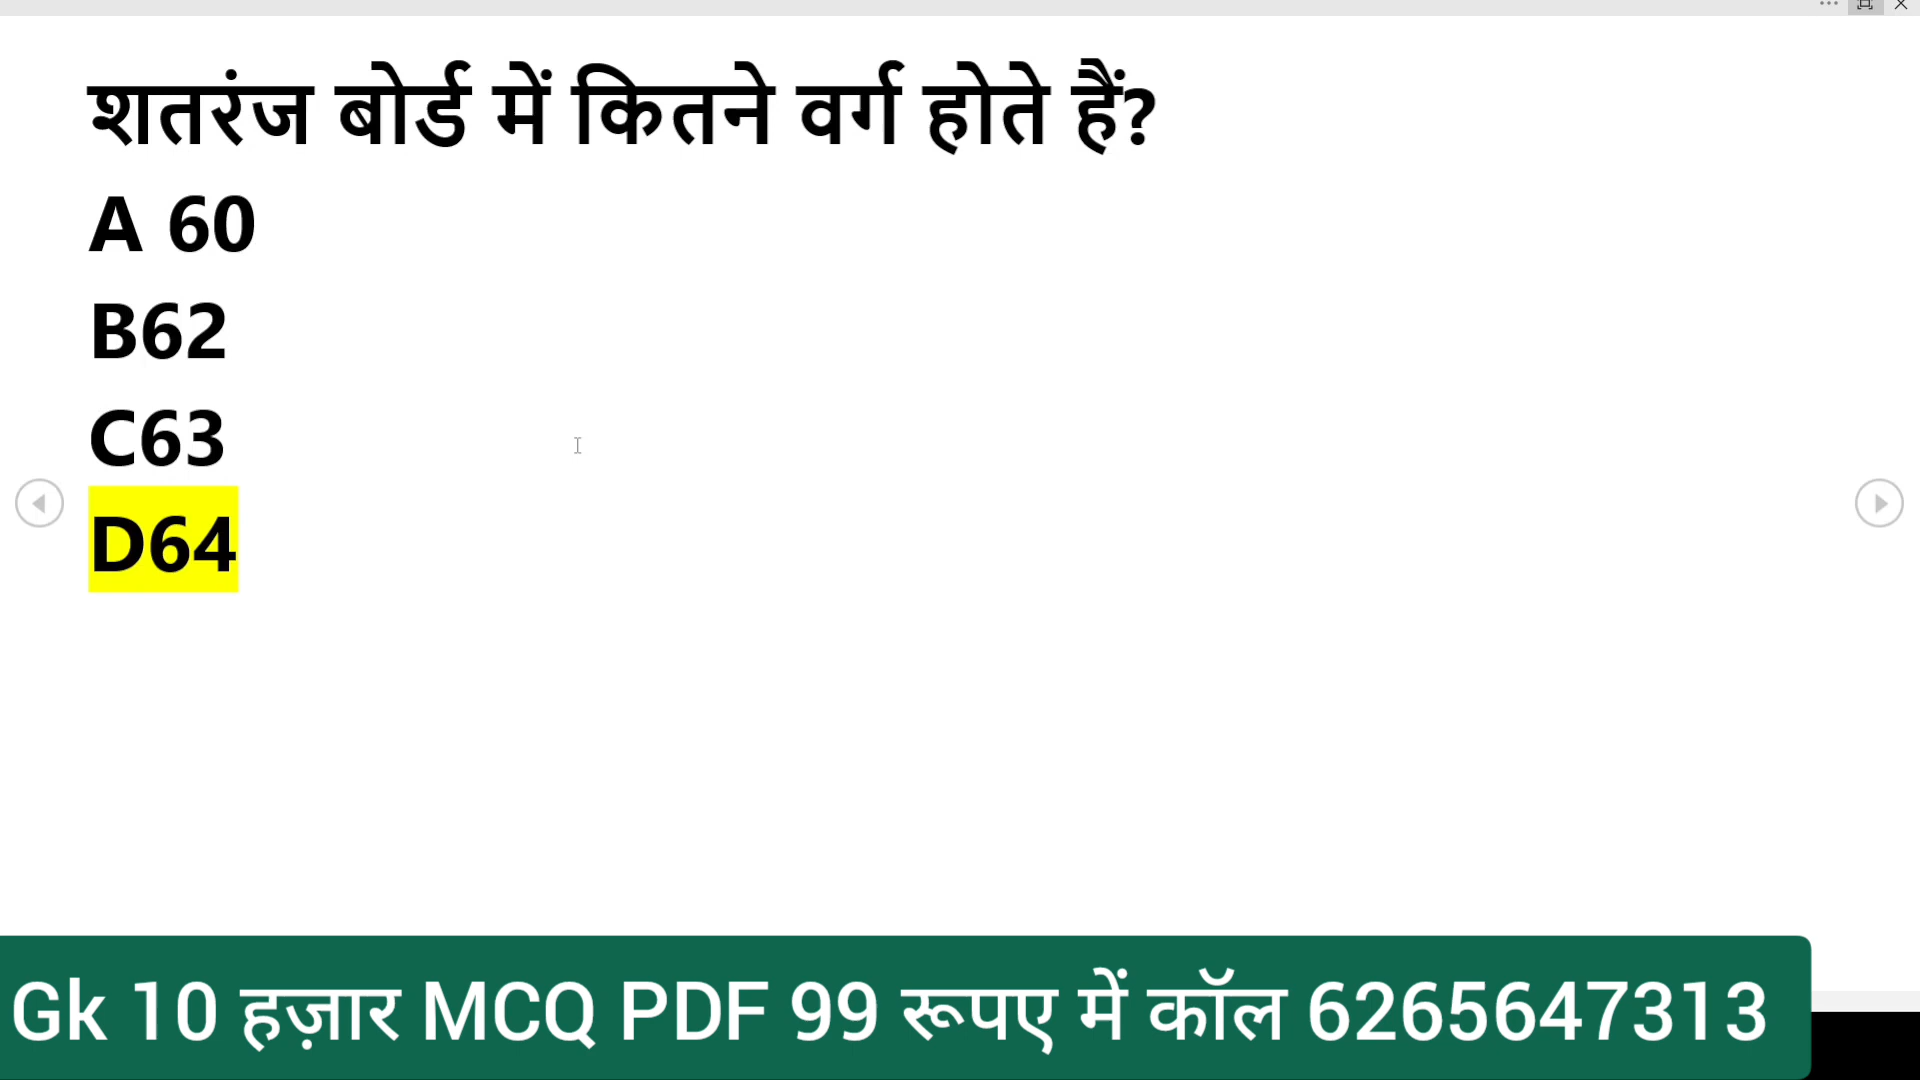 शतरंज बोर्ड में कितने वर्ग होते हैं?
A 60
B62
C63
D64
Gk 10 हज़ार MCQ PDF 99 रूपए में कॉल 6265647313